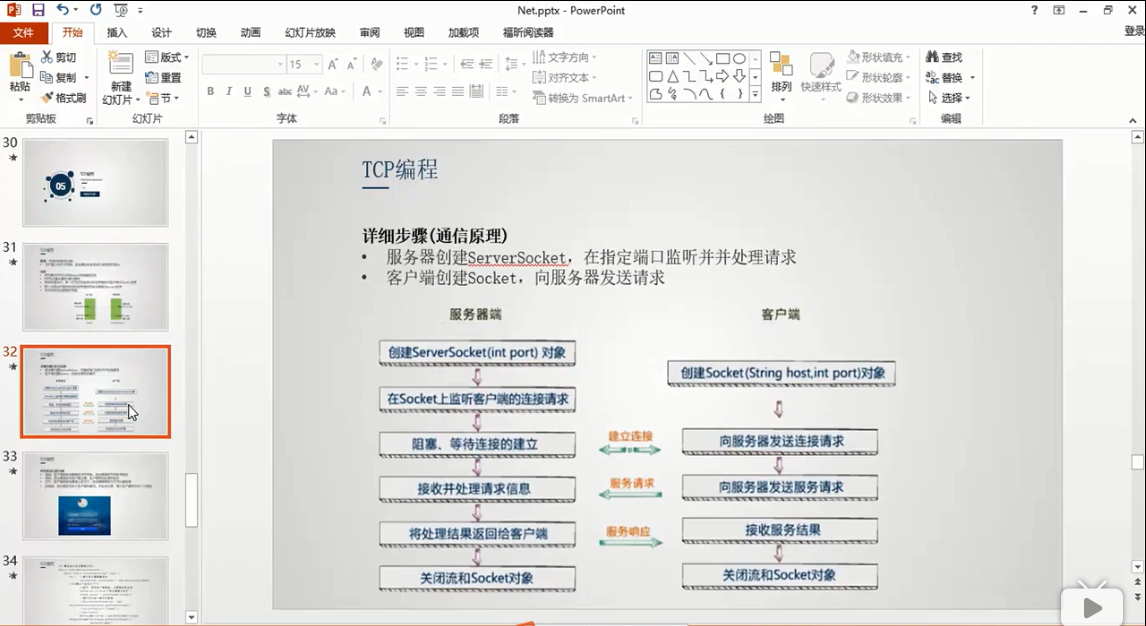 Net.pptx - PowerPoint
登录
文件 开始 插入 设计 切换 动画 幻灯片放映 审阅 视图 加载项 福昕阅读器
粘贴 剪切 复制 格式刷
剪贴板
新建 幻灯片 版式 重置 节
幻灯片
15
B I U S abc AV Aa A
字体
文字方向 对齐文本 转换为 SmartArt
段落
排列 快速样式 形状填充 形状轮廓 形状效果
绘图
查找 替换 选择
编辑
30
05
31
32
33
34
TCP编程
详细步骤(通信原理)
• 服务器创建ServerSocket，在指定端口监听并并处理请求
• 客户端创建Socket，向服务器发送请求
服务器端
客户端
创建ServerSocket(int port) 对象
创建Socket(String host,int port)对象
在Socket上监听客户端的连接请求
阻塞、等待连接的建立
建立连接
向服务器发送连接请求
接收并处理请求信息
服务请求
向服务器发送服务请求
将处理结果返回给客户端
服务响应
接收服务结果
关闭流和Socket对象
关闭流和Socket对象